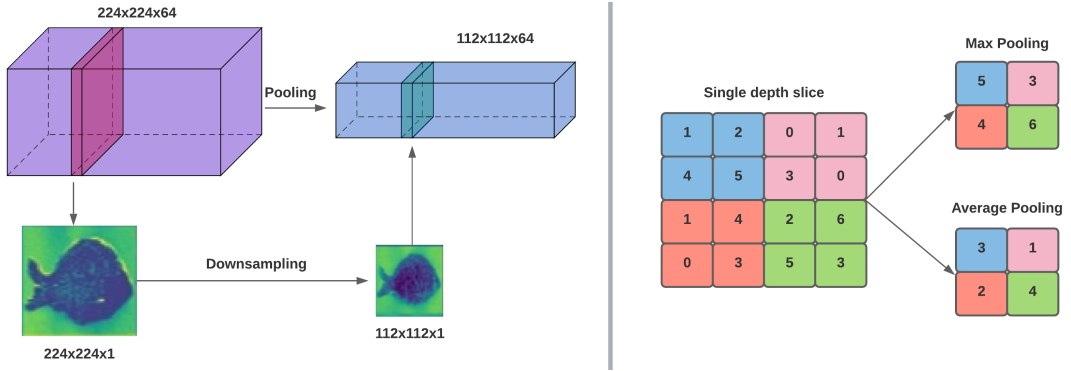 224x224x64
112x112x64
Pooling
Downsampling
224x224x1
112x112x1
Single depth slice
1 2 0 1
4 5 3 0
1 4 2 6
0 3 5 3
Max Pooling
5 3
4 6
Average Pooling
3 1
2 4